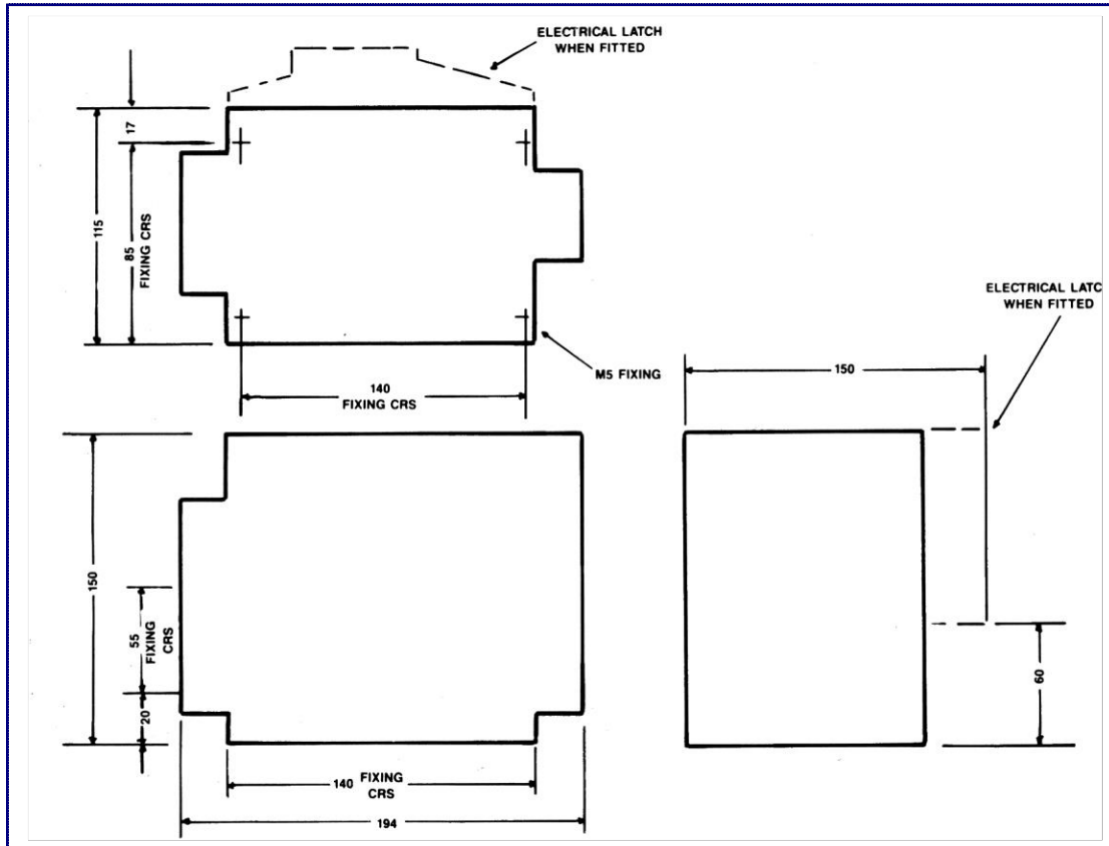 ELECTRICAL LATCH
WHEN FITTED
17
115
85
FIXING CRS
M5 FIXING
140
FIXING CRS
ELECTRICAL LATC
WHEN FITTED
150
150
55
FIXING
CRS
20
60
140 FIXING
CRS
194